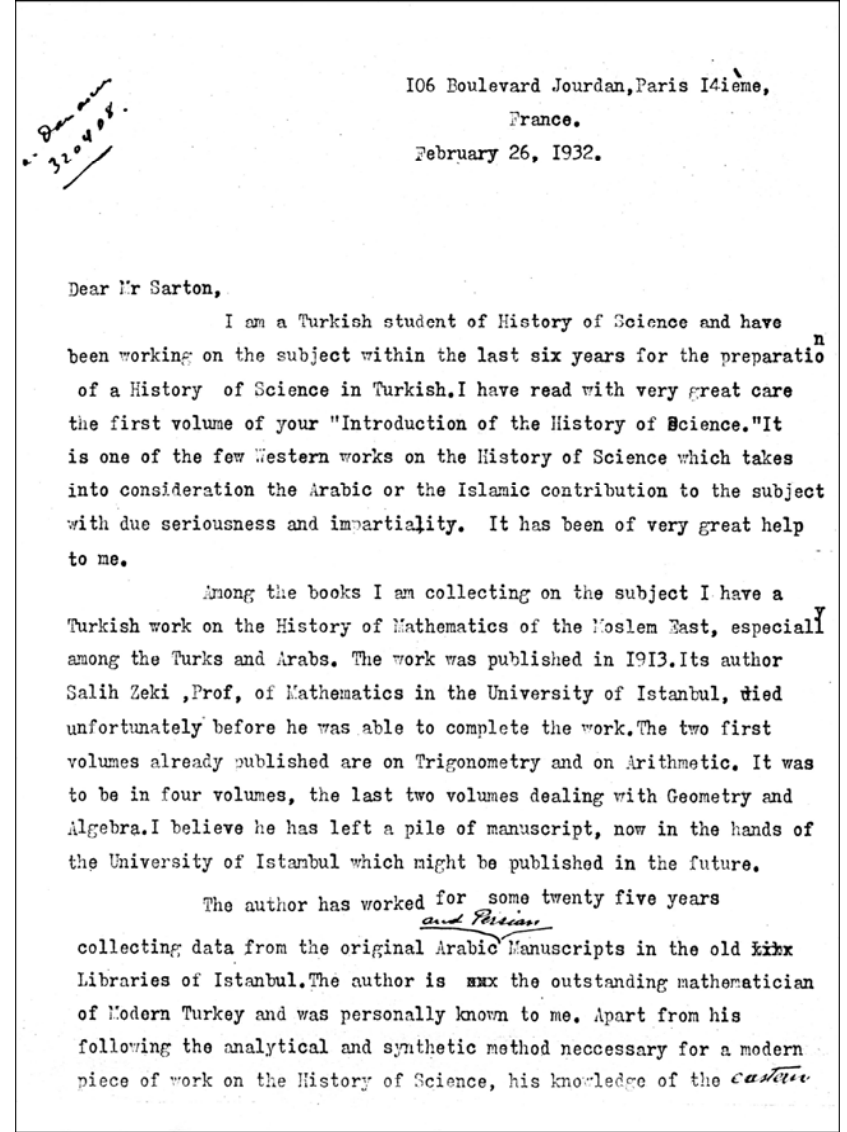 320408.
I06 Boulevard Jourdan,Paris I4ième,
France.
February 26, I932.
Dear Mr Sarton,
I am a Turkish student of History of Science and have
been working on the subject within the last six years for the preparation
of a History of Science in Turkish.I have read with very great care
the first volume of your "Introduction of the History of Science."It
is one of the few Western works on the History of Science which takes
into consideration the Arabic or the Islamic contribution to the subject
with due seriousness and impartiality. It has been of very great help
to me.
Among the books I am collecting on the subject I have a
Turkish work on the History of Mathematics of the Moslem East, especially
among the Turks and Arabs. The work was published in I9I3.Its author
Salih Zeki ,Prof, of Mathematics in the University of Istanbul, died
unfortunately before he was able to complete the work.The two first
volumes already published are on Trigonometry and on Arithmetic. It was
to be in four volumes, the last two volumes dealing with Geometry and
Algebra.I believe he has left a pile of manuscript, now in the hands of
the University of Istanbul which might be published in the future.
The author has worked for some twenty five years
and Persian
collecting data from the original Arabic Manuscripts in the old
Libraries of Istanbul.The author is the outstanding mathematician
of Modern Turkey and was personally known to me. Apart from his
following the analytical and synthetic method neccessary for a modern
piece of work on the History of Science, his knowledge of the eastern